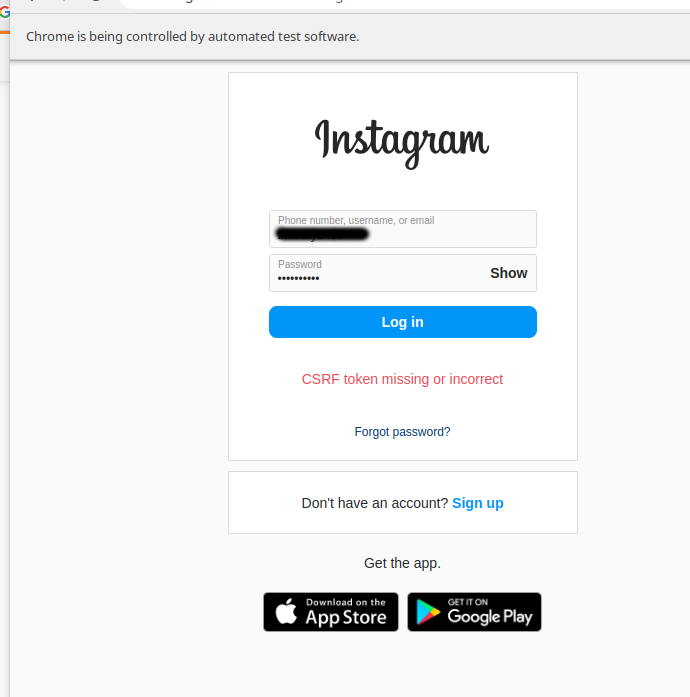 Chrome is being controlled by automated test software.
Instagram
Phone number, username, or email
Password
••••••••••
Show
Log in
CSRF token missing or incorrect
Forgot password?
Don't have an account? Sign up
Get the app.
Download on the
App Store
GET IT ON
Google Play